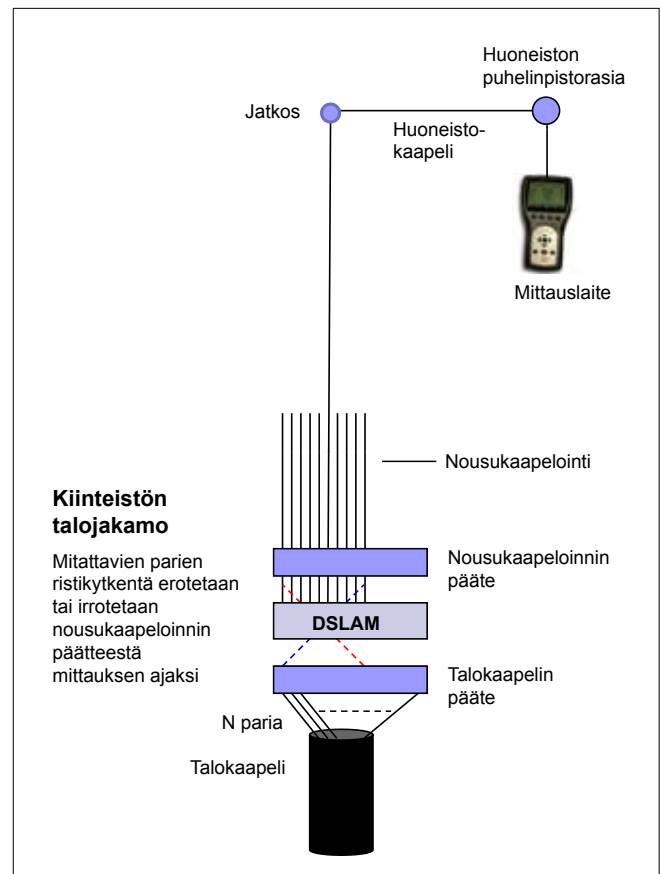 Huoneiston
puhelinpistorasia
Jatkos
Huoneisto-
kaapeli
Mittauslaite
Nousukaapelointi
Kiinteistön
talojakamo
Mitattavien parien
ristikytkentä erotetaan
tai irrotetaan
nousukaapeloinnin
päätteestä
mittauksen ajaksi
Nousukaapeloinnin
pääte
DSLAM
Talokaapelin
pääte
N paria
Talokaapeli